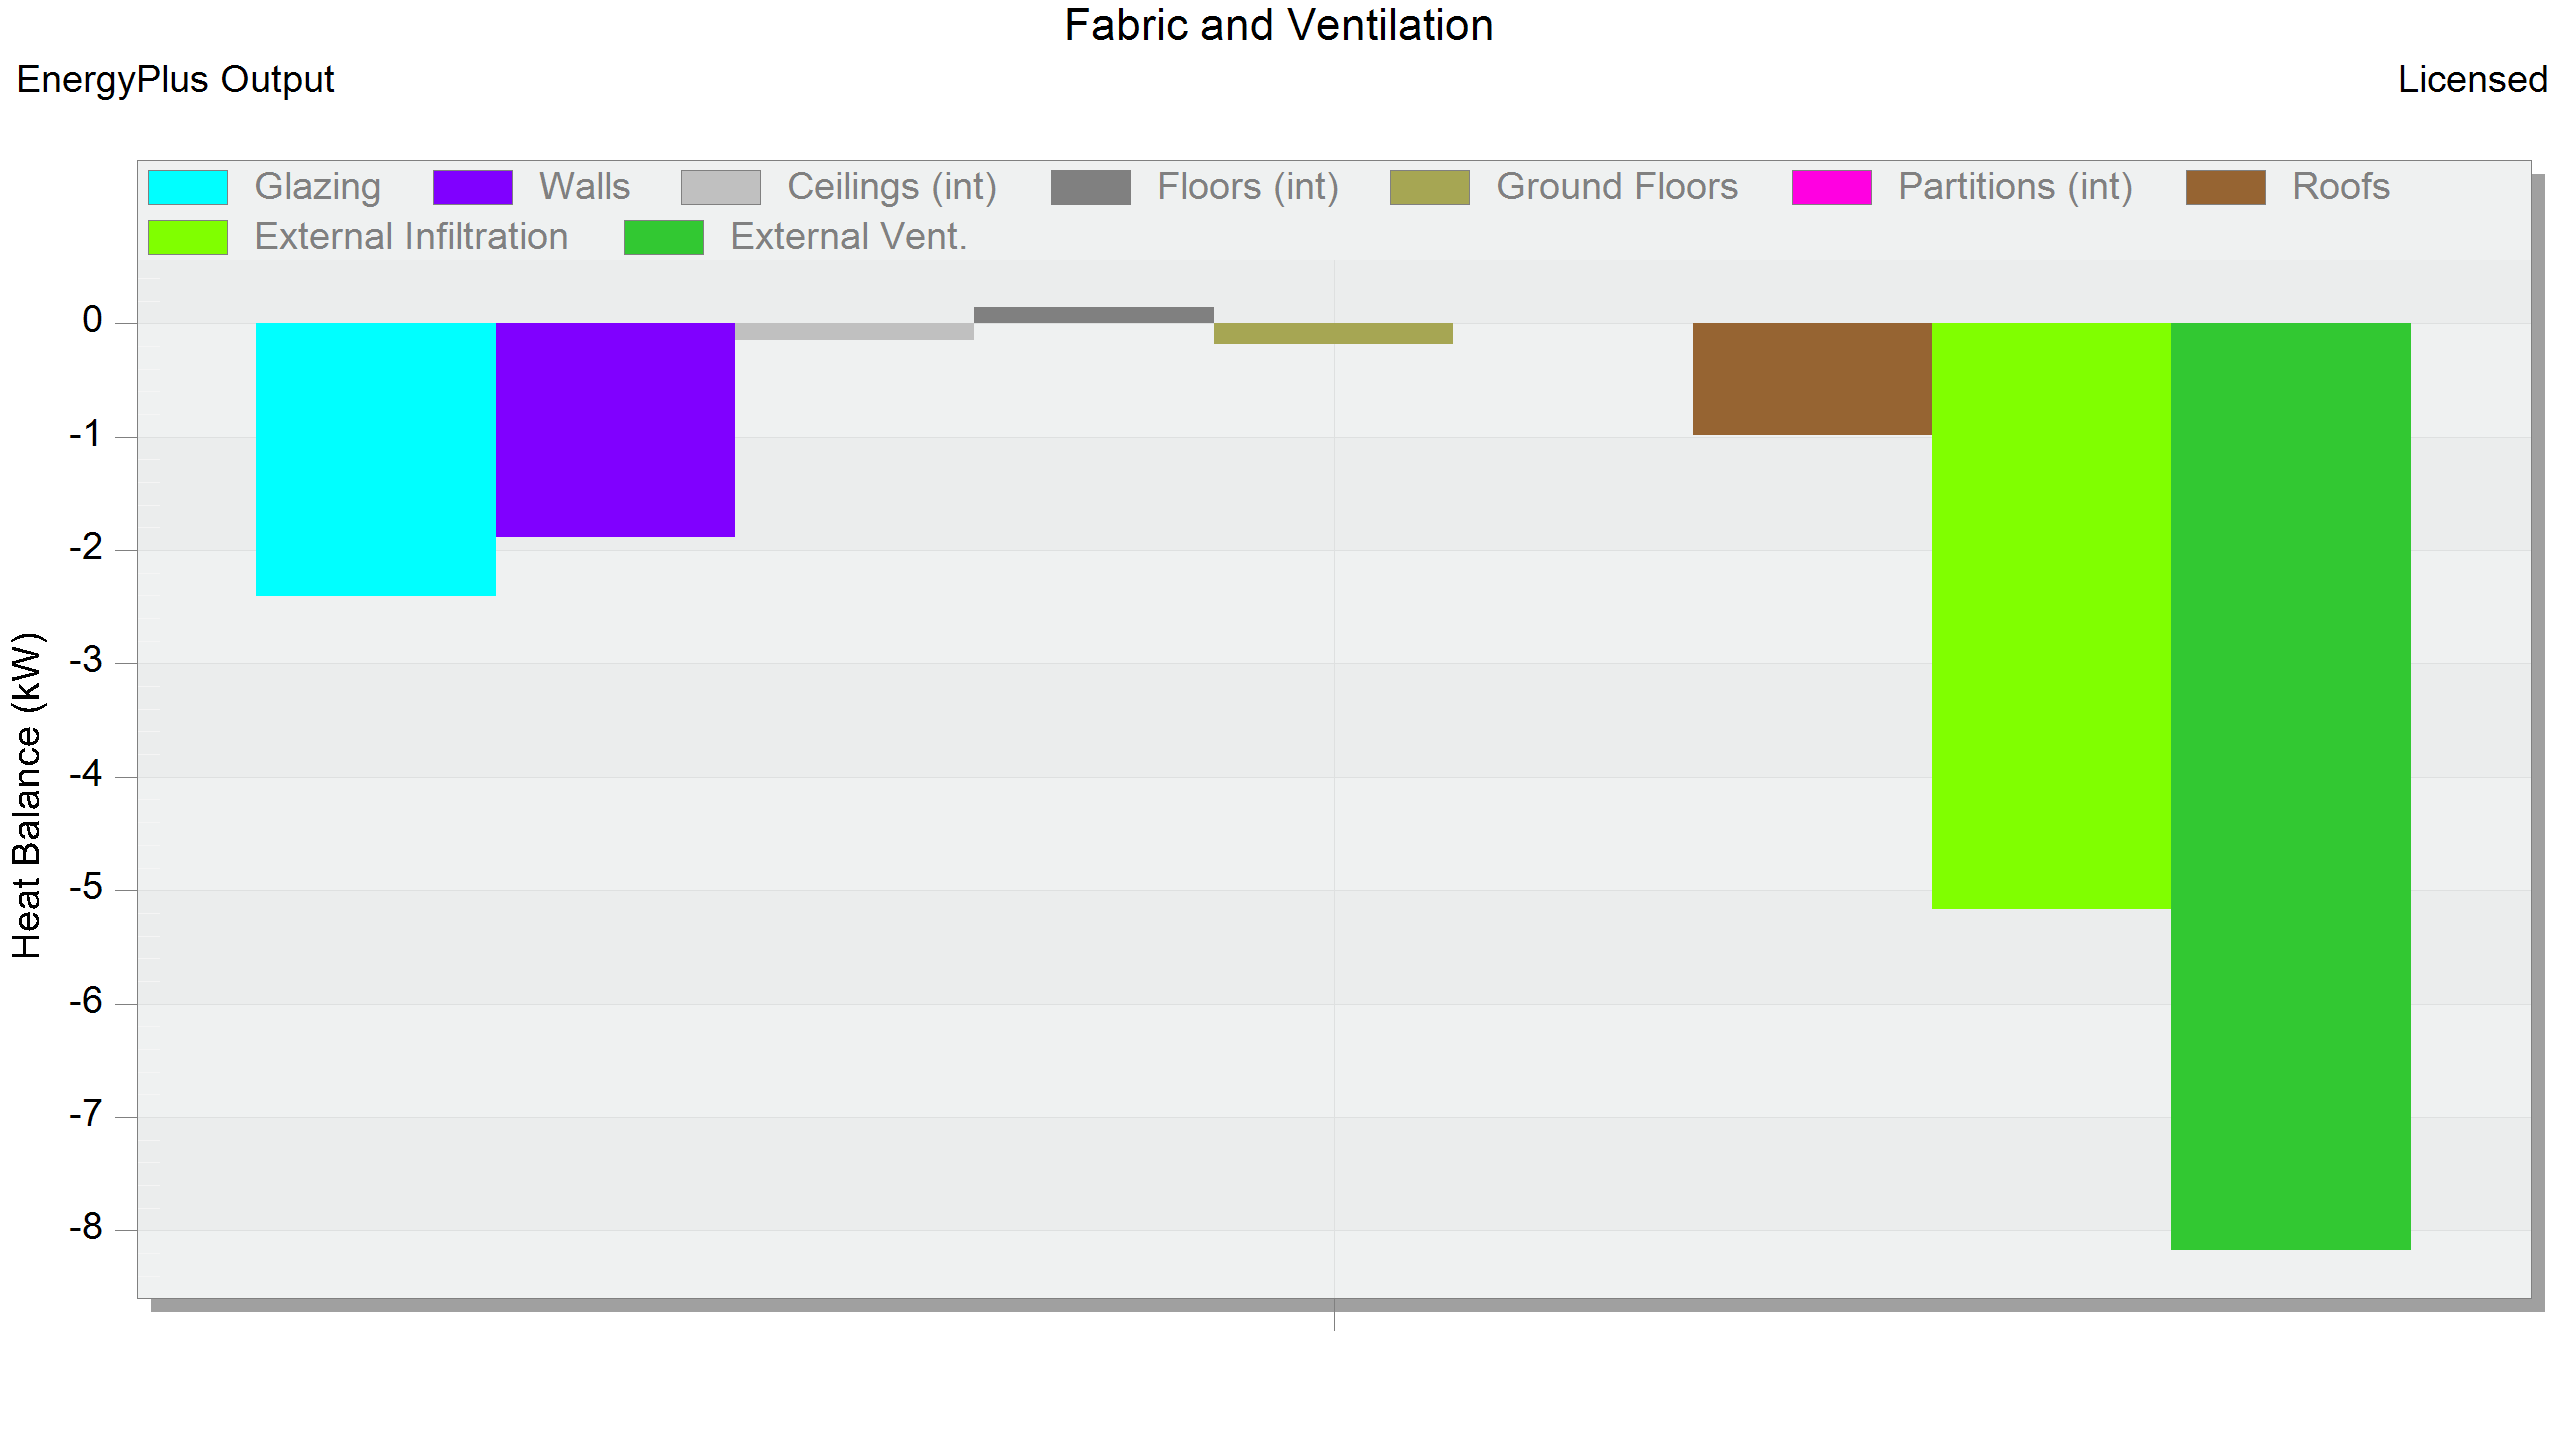 Fabric and Ventilation
EnergyPlus Output
Licensed
Glazing Walls Ceilings (int) Floors (int) Ground Floors Partitions (int) Roofs
External Infiltration External Vent.
0
-1
-2
-3
-4
-5
-6
-7
-8
Heat Balance (kW)